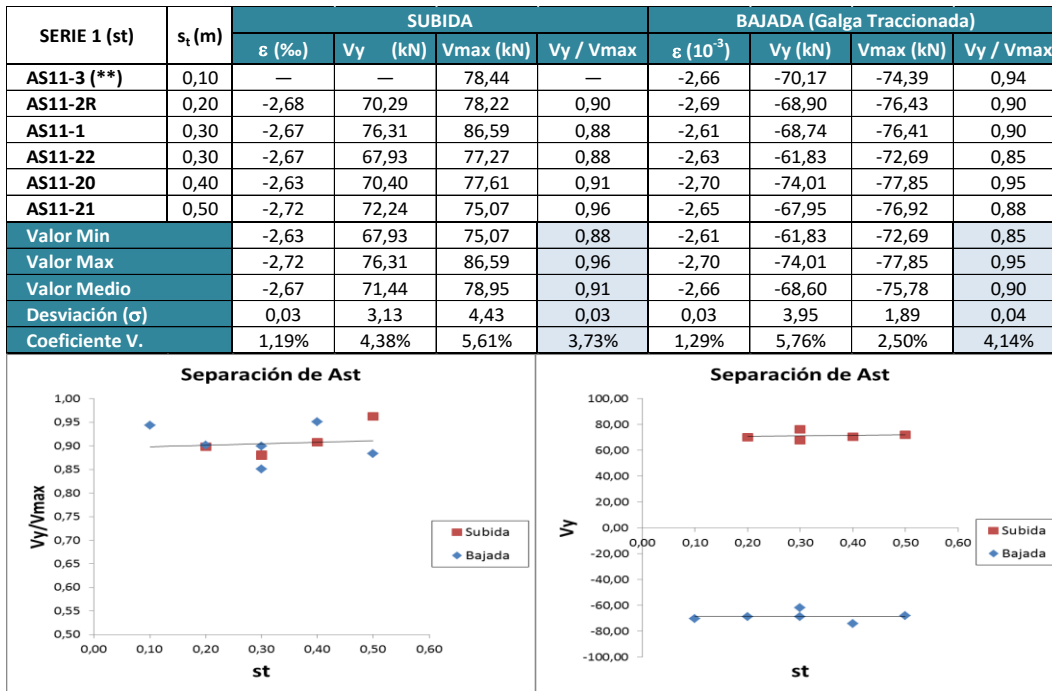 SERIE 1 (st) st (m) SUBIDA BAJADA (Galga Traccionada)
ε (‰) Vy (kN) Vmax (kN) Vy / Vmax ε (10-3) Vy (kN) Vmax (kN) Vy / Vmax
AS11-3 (**) 0,10 — — 78,44 — -2,66 -70,17 -74,39 0,94
AS11-2R 0,20 -2,68 70,29 78,22 0,90 -2,69 -68,90 -76,43 0,90
AS11-1 0,30 -2,67 76,31 86,59 0,88 -2,61 -68,74 -76,41 0,90
AS11-22 0,30 -2,67 67,93 77,27 0,88 -2,63 -61,83 -72,69 0,85
AS11-20 0,40 -2,63 70,40 77,61 0,91 -2,70 -74,01 -77,85 0,95
AS11-21 0,50 -2,72 72,24 75,07 0,96 -2,65 -67,95 -76,92 0,88
Valor Min -2,63 67,93 75,07 0,88 -2,61 -61,83 -72,69 0,85
Valor Max -2,72 76,31 86,59 0,96 -2,70 -74,01 -77,85 0,95
Valor Medio -2,67 71,44 78,95 0,91 -2,66 -68,60 -75,78 0,90
Desviación (σ) 0,03 3,13 4,43 0,03 0,03 3,95 1,89 0,04
Coeficiente V. 1,19% 4,38% 5,61% 3,73% 1,29% 5,76% 2,50% 4,14%
Separación de Ast
1,00
0,95
0,90
0,85
0,80
0,75
0,70
0,65
0,60
0,55
0,50
0,00 0,10 0,20 0,30 0,40 0,50 0,60
Vy/Vmax
st
Subida
Bajada
Separación de Ast
100,00
80,00
60,00
40,00
20,00
0,00
-20,00
-40,00
-60,00
-80,00
-100,00
0,00 0,10 0,20 0,30 0,40 0,50 0,60
Vy
st
Subida
Bajada